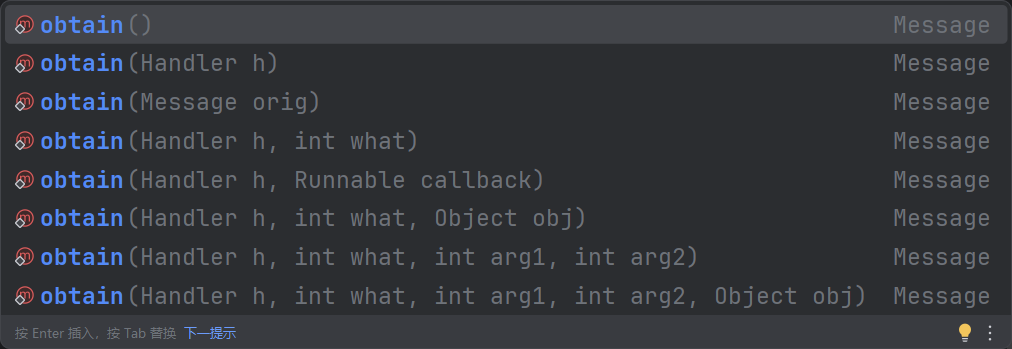 obtain() Message
obtain(Handler h) Message
obtain(Message orig) Message
obtain(Handler h, int what) Message
obtain(Handler h, Runnable callback) Message
obtain(Handler h, int what, Object obj) Message
obtain(Handler h, int what, int arg1, int arg2) Message
obtain(Handler h, int what, int arg1, int arg2, Object obj) Message
按 Enter 插入，按 Tab 替换 下一提示